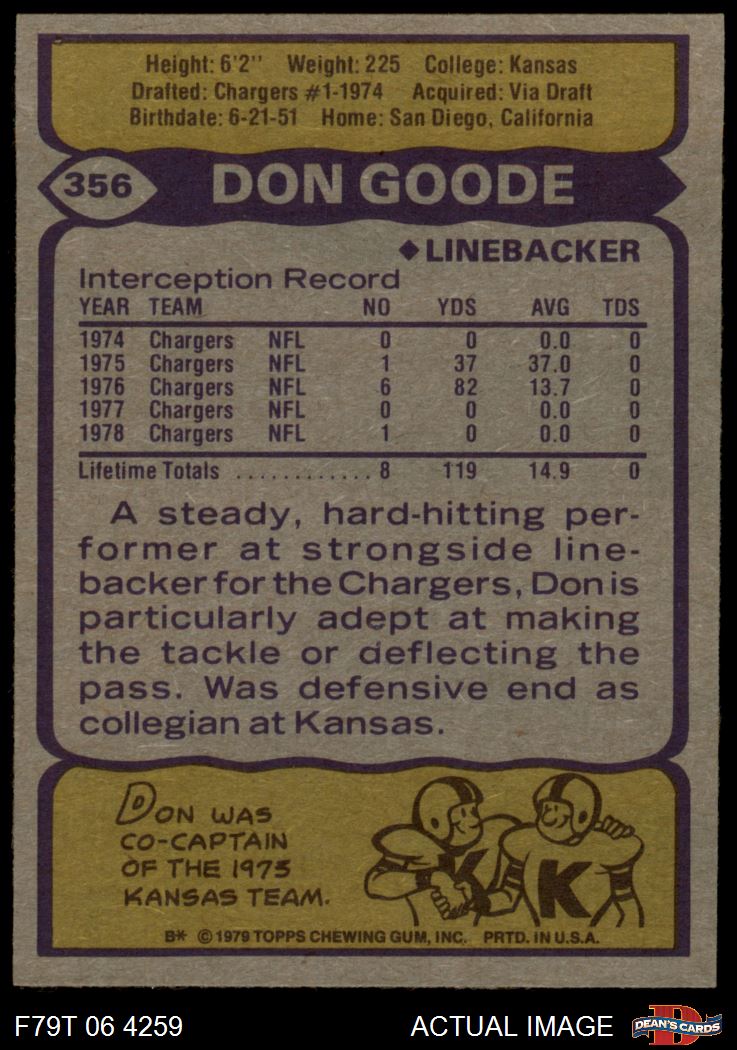 Height: 6'2" Weight: 225 College: Kansas
Drafted: Chargers #1-1974 Acquired: Via Draft
Birthdate: 6-21-51 Home: San Diego, California
356 DON GOODE
◆LINEBACKER
Interception Record
YEAR TEAM NO YDS AVG TDS
1974 Chargers NFL 0 0 0.0 0
1975 Chargers NFL 1 37 37.0 0
1976 Chargers NFL 6 82 13.7 0
1977 Chargers NFL 0 0 0.0 0
1978 Chargers NFL 1 0 0.0 0
Lifetime Totals ............ 8 119 14.9 0
A steady, hard-hitting per-
former at strongside line-
backer for the Chargers, Don is
particularly adept at making
the tackle or deflecting the
pass. Was defensive end as
collegian at Kansas.
DON WAS
CO-CAPTAIN
OF THE 1973
KANSAS TEAM.
K K
B* © 1979 TOPPS CHEWING GUM, INC. PRTD. IN U.S.A.
F79T 06 4259 ACTUAL IMAGE D DEAN'S CARDS